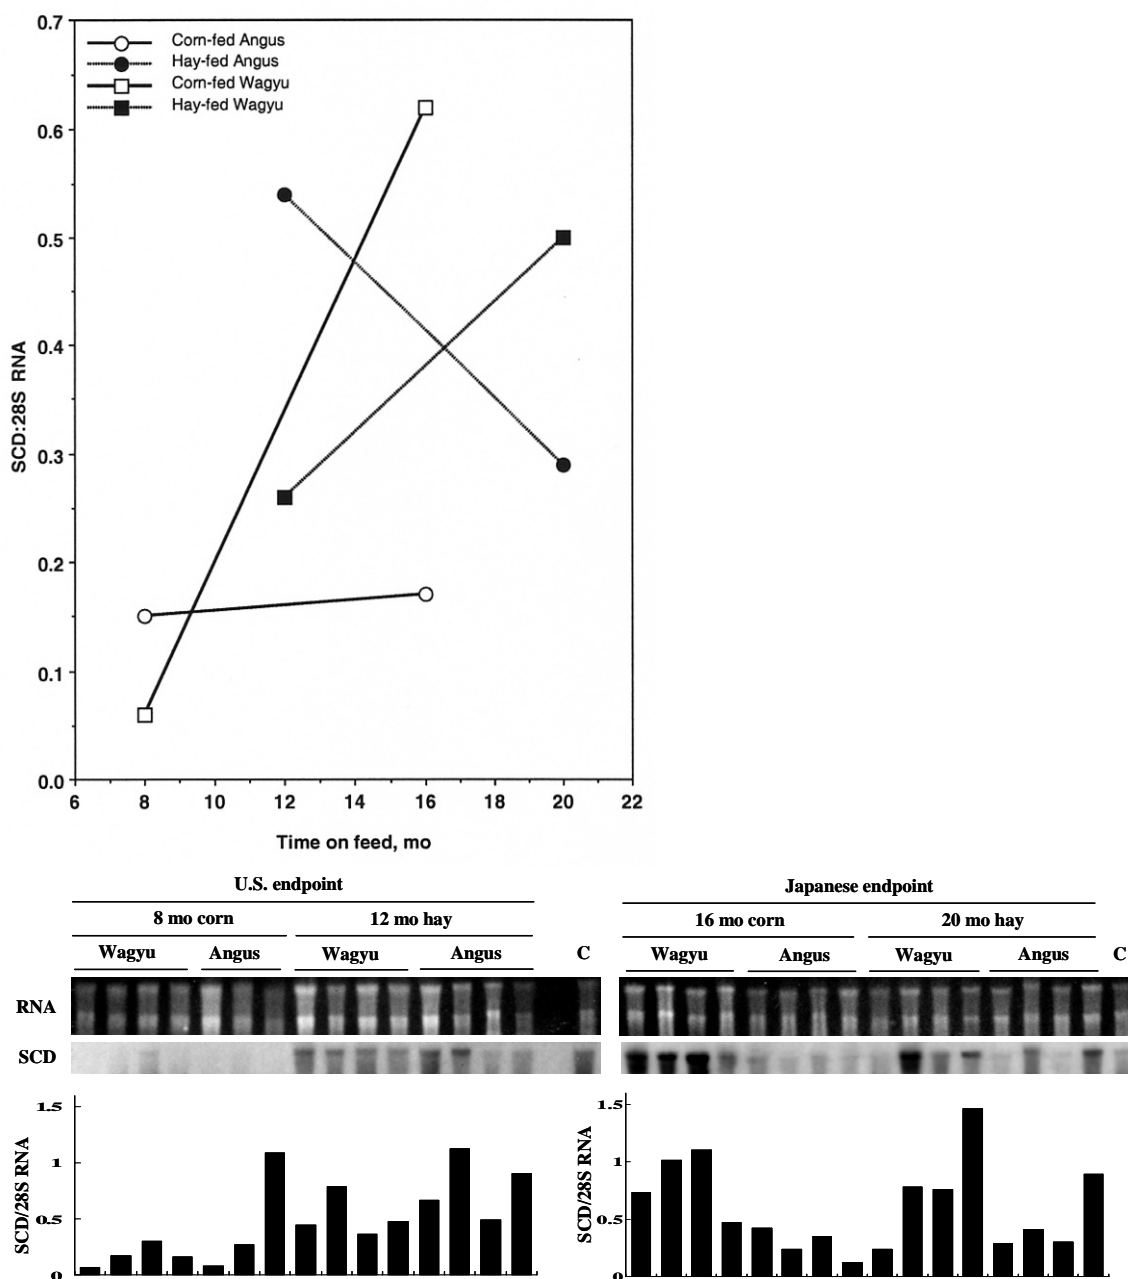 0.7
Corn-fed Angus
Hay-fed Angus
Corn-fed Wagyu
Hay-fed Wagyu
0.6
0.5
0.4
0.3
0.2
0.1
0.0
SCD:28S RNA
6 8 10 12 14 16 18 20 22
Time on feed, mo
U.S. endpoint
8 mo corn 12 mo hay
Wagyu Angus Wagyu Angus C
Japanese endpoint
16 mo corn 20 mo hay
Wagyu Angus Wagyu Angus C
RNA
SCD
1.5
1
0.5
0
SCD/28S RNA
1.5
1
0.5
0
SCD/28S RNA